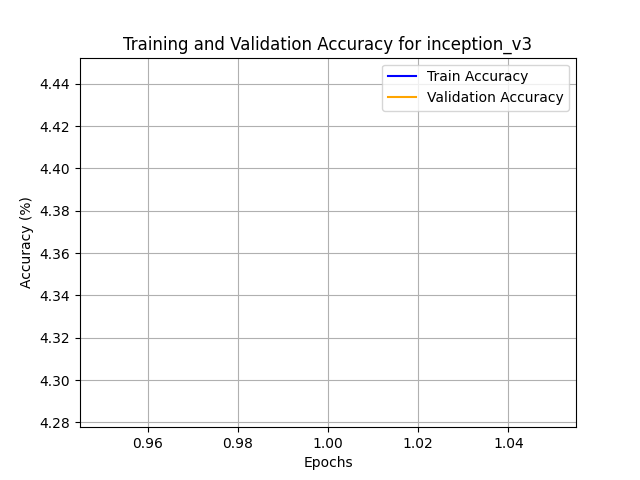 Training and Validation Accuracy for inception_v3
Train Accuracy
Validation Accuracy
Accuracy (%)
4.44
4.42
4.40
4.38
4.36
4.34
4.32
4.30
4.28
0.96 0.98 1.00 1.02 1.04
Epochs